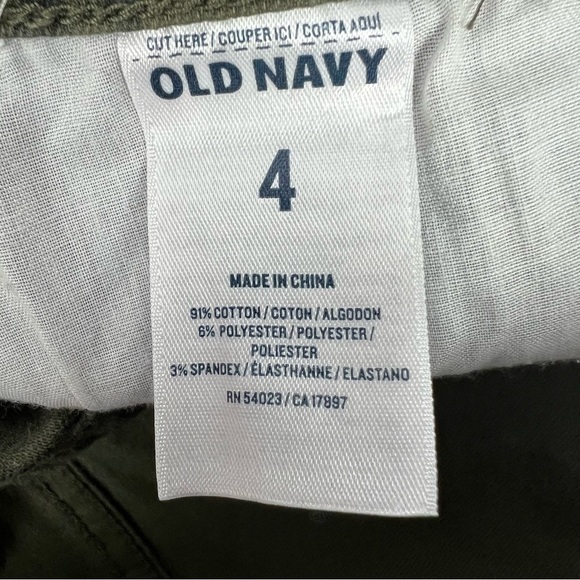 CUT HERE / COUPER ICI / CORTA AQUÍ
OLD NAVY
4
MADE IN CHINA
91% COTTON / COTON / ALGODON
6% POLYESTER / POLYESTER /
POLIESTER
3% SPANDEX / ÉLASTHANNE / ELASTANO
RN 54023 / CA 17897